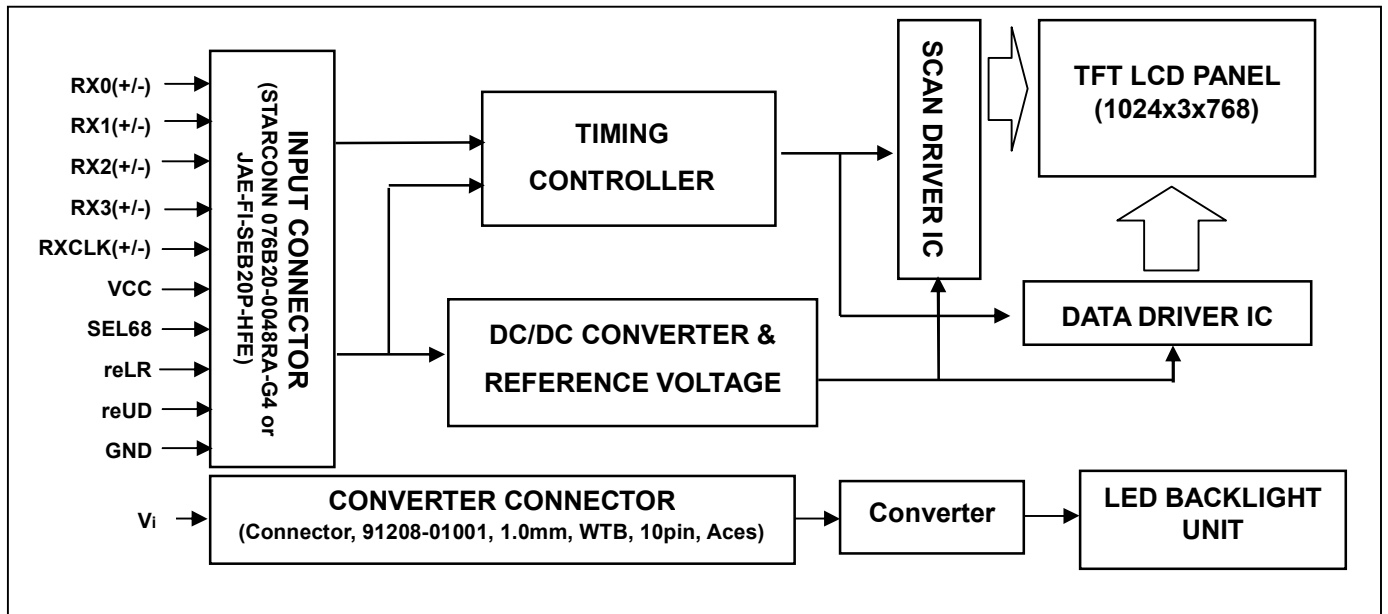 RX0(+/-)
RX1(+/-)
RX2(+/-)
RX3(+/-)
RXCLK(+/-)
VCC
SEL68
reLR
reUD
GND
INPUT CONNECTOR
(STARCONN 076B20-0048RA-G4 or
JAE-FI-SEB20P-HFE)
TIMING
CONTROLLER
DC/DC CONVERTER &
REFERENCE VOLTAGE
SCAN DRIVER IC
TFT LCD PANEL
(1024x3x768)
DATA DRIVER IC
Vi
CONVERTER CONNECTOR
(Connector, 91208-01001, 1.0mm, WTB, 10pin, Aces)
Converter
LED BACKLIGHT
UNIT